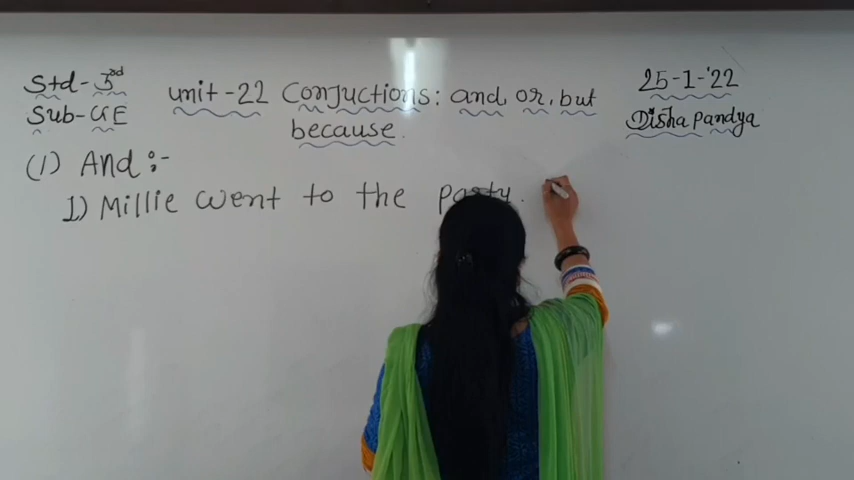 Std-3rd
Sub-GE
unit-22 Conjuctions: and, or, but
because.
25-1-'22
Disha Pandya
(1) And :-
1) Millie went to the party.